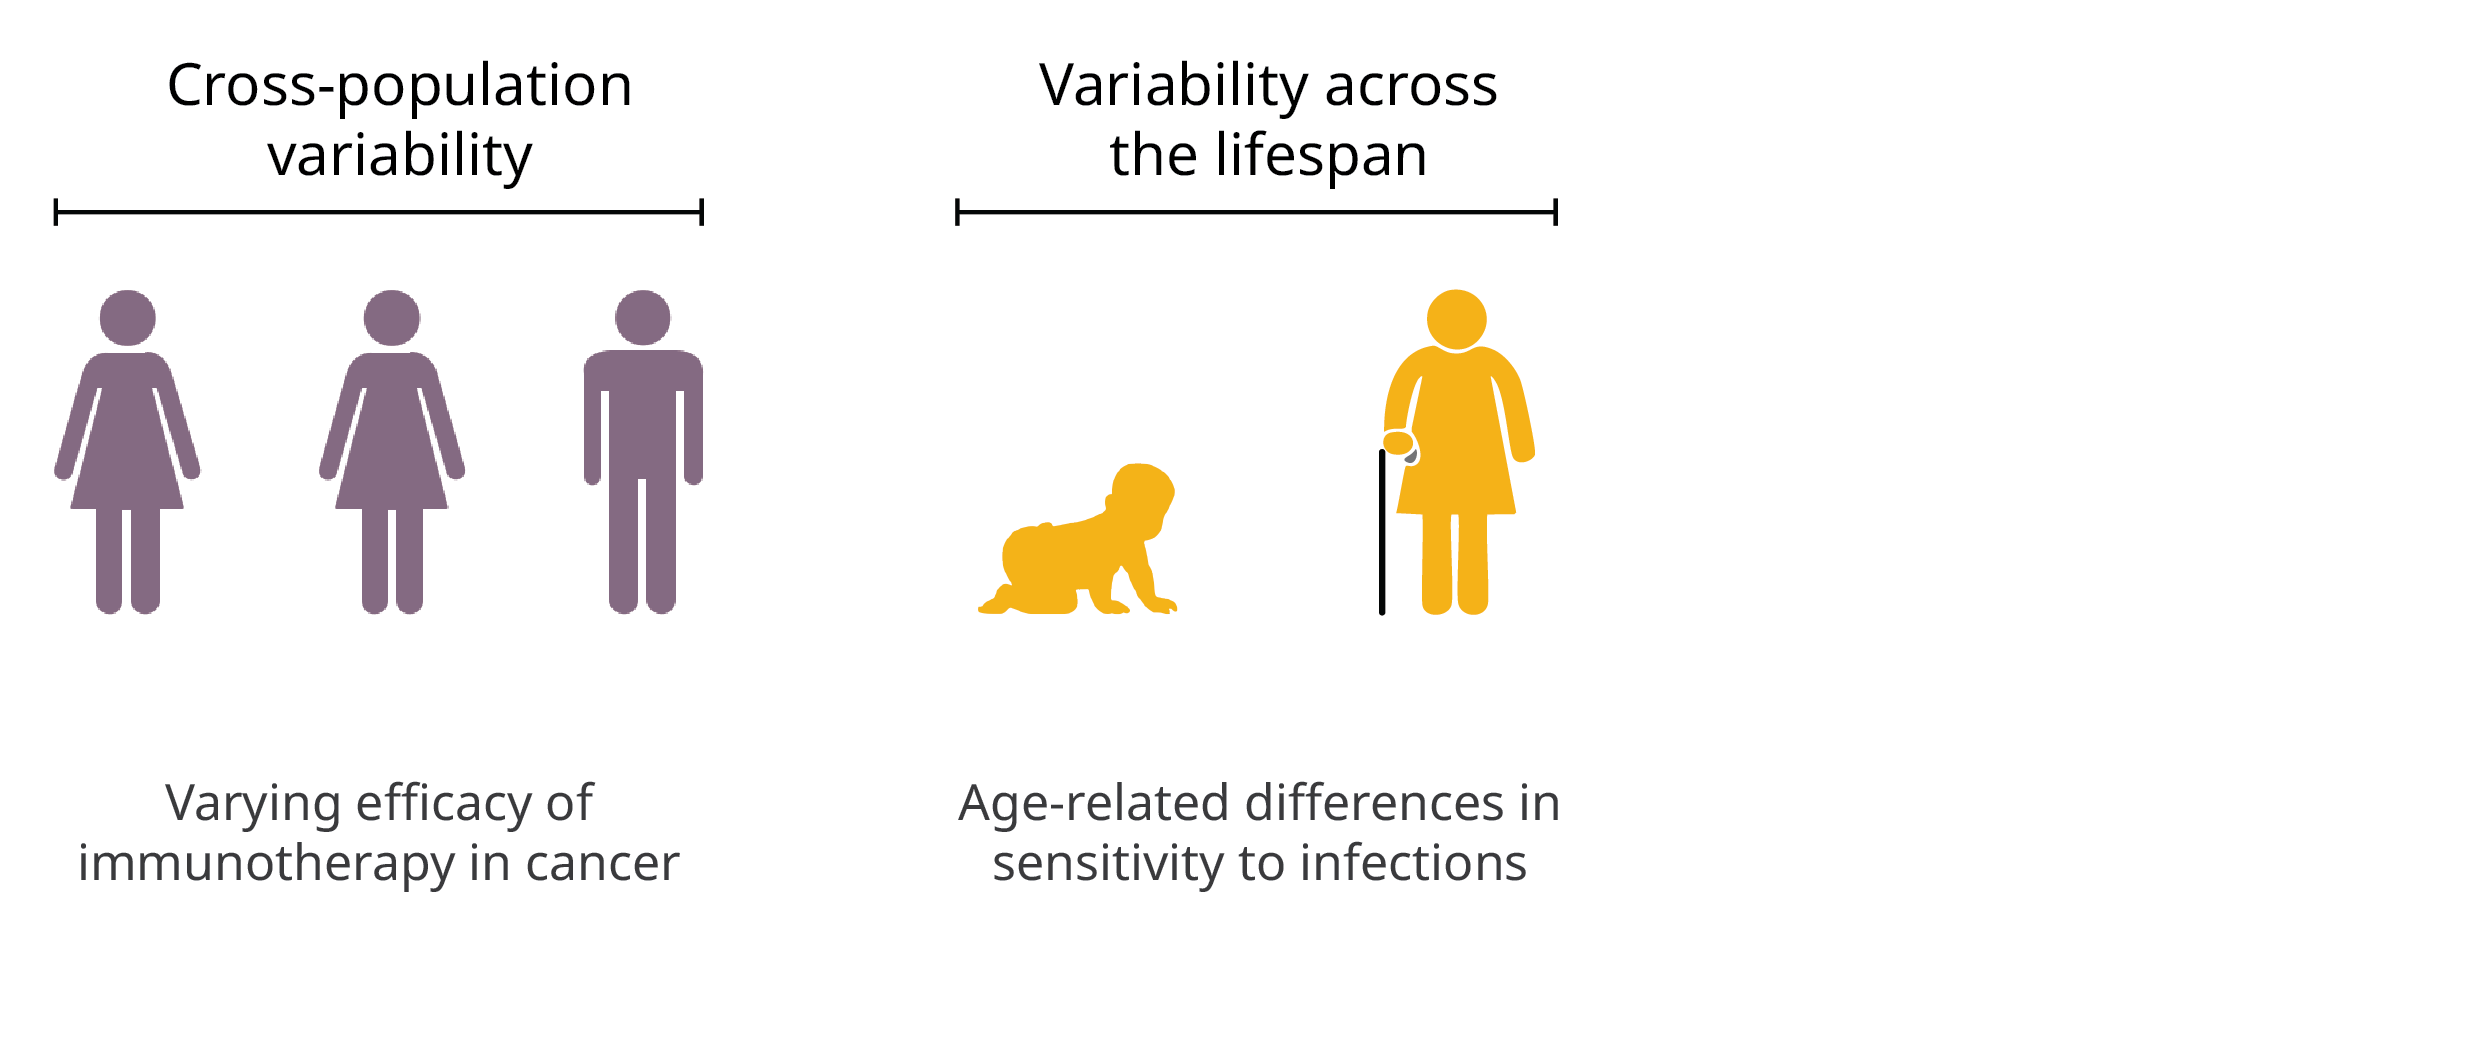 Cross-population
variability
Variability across
the lifespan
Varying efficacy of
immunotherapy in cancer
Age-related differences in
sensitivity to infections